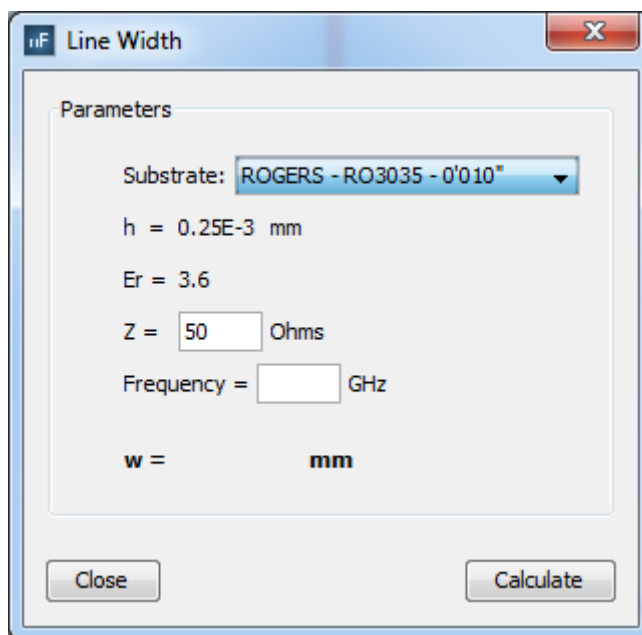 nF Line Width
Parameters
Substrate: ROGERS - RO3035 - 0'010"
h = 0.25E-3 mm
Er = 3.6
Z = 50 Ohms
Frequency = GHz
w = mm
Close Calculate